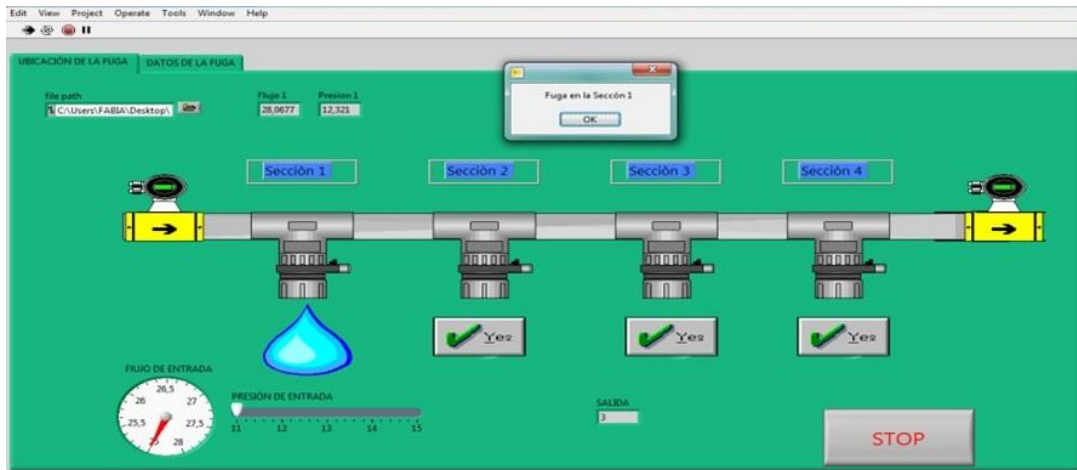 Edit View Project Operate Tools Window Help
UBICACIÓN DE LA FUGA
DATOS DE LA FUGA
file path
C:\Users\FABIA\Desktop\
Flujo 1
28,0677
Presion 1
12,321
Fuga en la Seccòn 1
OK
Secciòn 1
Secciòn 2
Secciòn 3
Secciòn 4
Yes
Yes
Yes
FlUJO DE ENTRADA
25 25,5 26 26,5 27 27,5 28
PRESIÓN DE ENTRADA
11 12 13 14 15
SALIDA
3
STOP